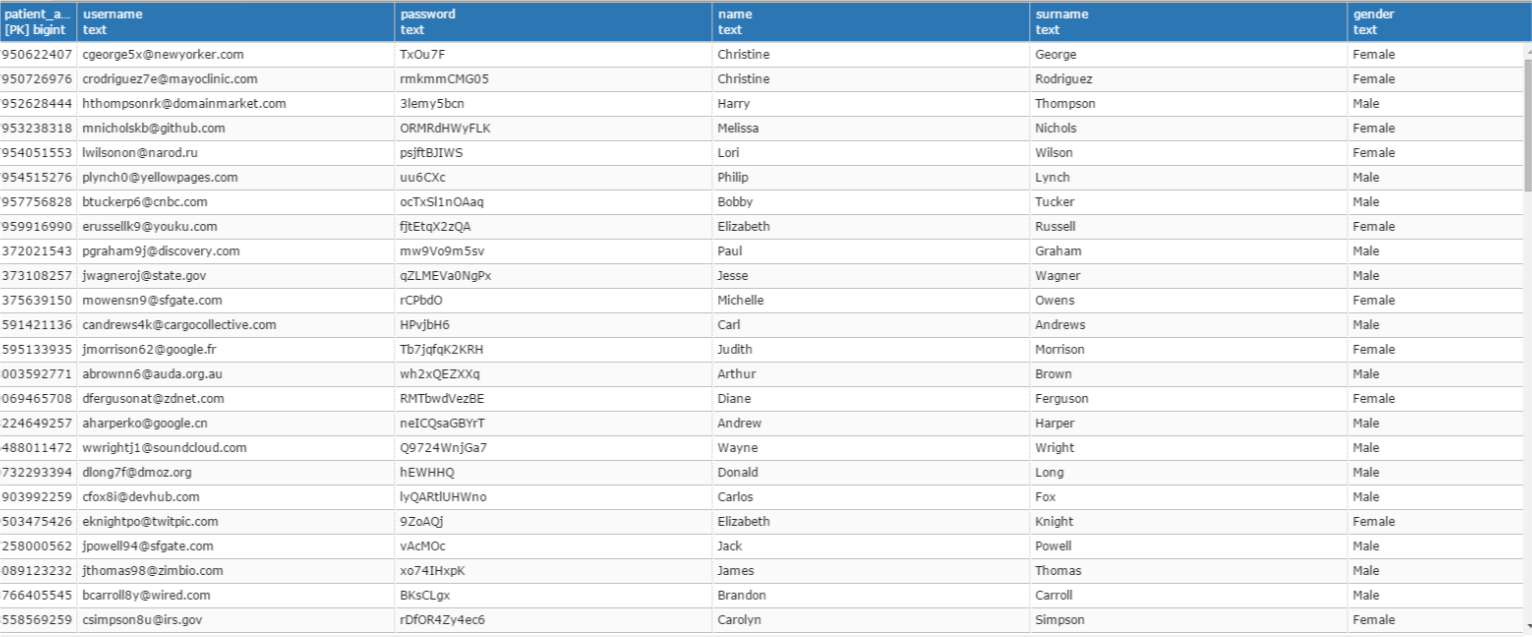 patient_a... username password name surname gender
[PK] bigint text text text text text
950622407 cgeorge5x@newyorker.com TxOu7F Christine George Female
950726976 crodriguez7e@mayoclinic.com rmkmmCMG05 Christine Rodriguez Female
952628444 hthompsonrk@domainmarket.com 3lemy5bcn Harry Thompson Male
953238318 mnicholskb@github.com ORMRdHWyFLK Melissa Nichols Female
954051553 lwilsonon@narod.ru psjftBJIWS Lori Wilson Female
954515276 plynch0@yellowpages.com uu6CXc Philip Lynch Male
957756828 btuckerp6@cnbc.com ocTxSl1nOAaq Bobby Tucker Male
959916990 erussellk9@youku.com fjtEtqX2zQA Elizabeth Russell Female
372021543 pgraham9j@discovery.com mw9Vo9m5sv Paul Graham Male
373108257 jwagneroj@state.gov qZLMEVa0NgPx Jesse Wagner Male
375639150 mowensn9@sfgate.com rCPbdO Michelle Owens Female
591421136 candrews4k@cargocollective.com HPvjbH6 Carl Andrews Male
595133935 jmorrison62@google.fr Tb7jqfqK2KRH Judith Morrison Female
003592771 abrownn6@auda.org.au wh2xQEZXXq Arthur Brown Male
069465708 dfergusonat@zdnet.com RMTbwdVezBE Diane Ferguson Female
224649257 aharperko@google.cn neICQsaGBYrT Andrew Harper Male
488011472 wwrightj1@soundcloud.com Q9724WnjGa7 Wayne Wright Male
732293394 dlong7f@dmoz.org hEWHHQ Donald Long Male
903992259 cfox8i@devhub.com lyQARtlUHWno Carlos Fox Male
503475426 eknightpo@twitpic.com 9ZoAQj Elizabeth Knight Female
258000562 jpowell94@sfgate.com vAcMOc Jack Powell Male
089123232 jthomas98@zimbio.com xo74IHxpK James Thomas Male
766405545 bcarroll8y@wired.com BKsCLgx Brandon Carroll Male
558569259 csimpson8u@irs.gov rDfOR4Zy4ec6 Carolyn Simpson Female